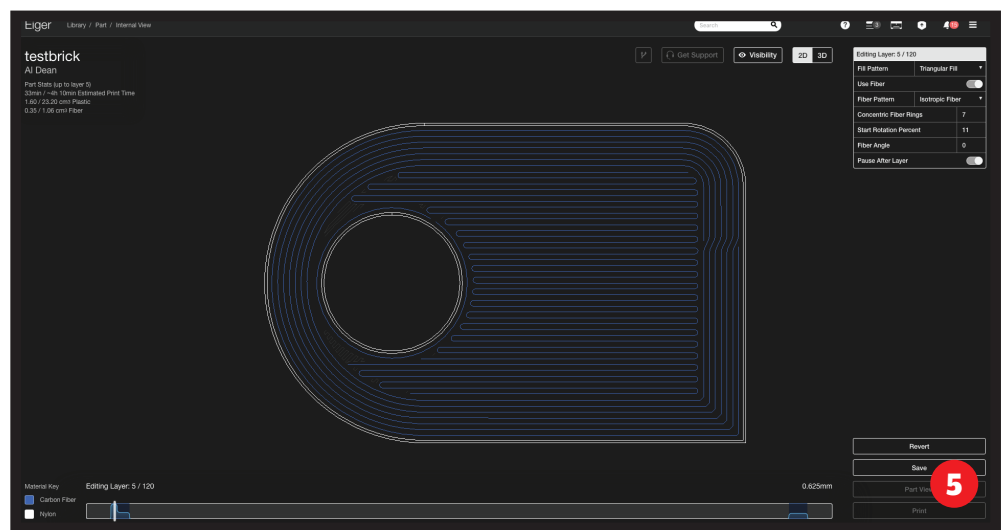 Eiger
Library / Part / Internal View
Search
?
3
15
testbrick
Al Dean
Part Stats (up to layer 5)
33min / ~4h 10min Estimated Print Time
1.60 / 23.20 cm³ Plastic
0.35 / 1.06 cm³ Fiber
Get Support
Visibility
2D 3D
Editing Layer: 5 / 120
Fill Pattern Triangular Fill
Use Fiber
Fiber Pattern Isotropic Fiber
Concentric Fiber Rings 7
Start Rotation Percent 11
Fiber Angle 0
Pause After Layer
Revert
Save
Part View
Print
5
Material Key
Carbon Fiber
Nylon
Editing Layer: 5 / 120
0.625mm